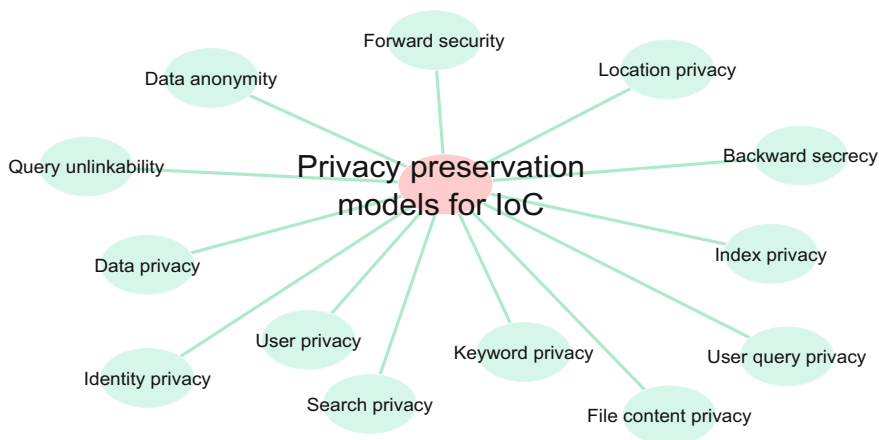 Forward security
Location privacy
Data anonymity
Backward secrecy
Query unlinkability
Privacy preservation
models for IoC
Index privacy
Data privacy
User privacy
Keyword privacy
User query privacy
Identity privacy
Search privacy
File content privacy